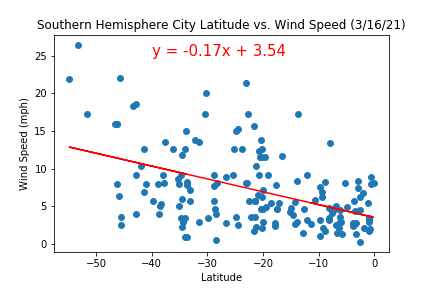 Southern Hemisphere City Latitude vs. Wind Speed (3/16/21)
y = -0.17x + 3.54
25
20
15
10
5
0
Wind Speed (mph)
−50 −40 −30 −20 −10 0
Latitude